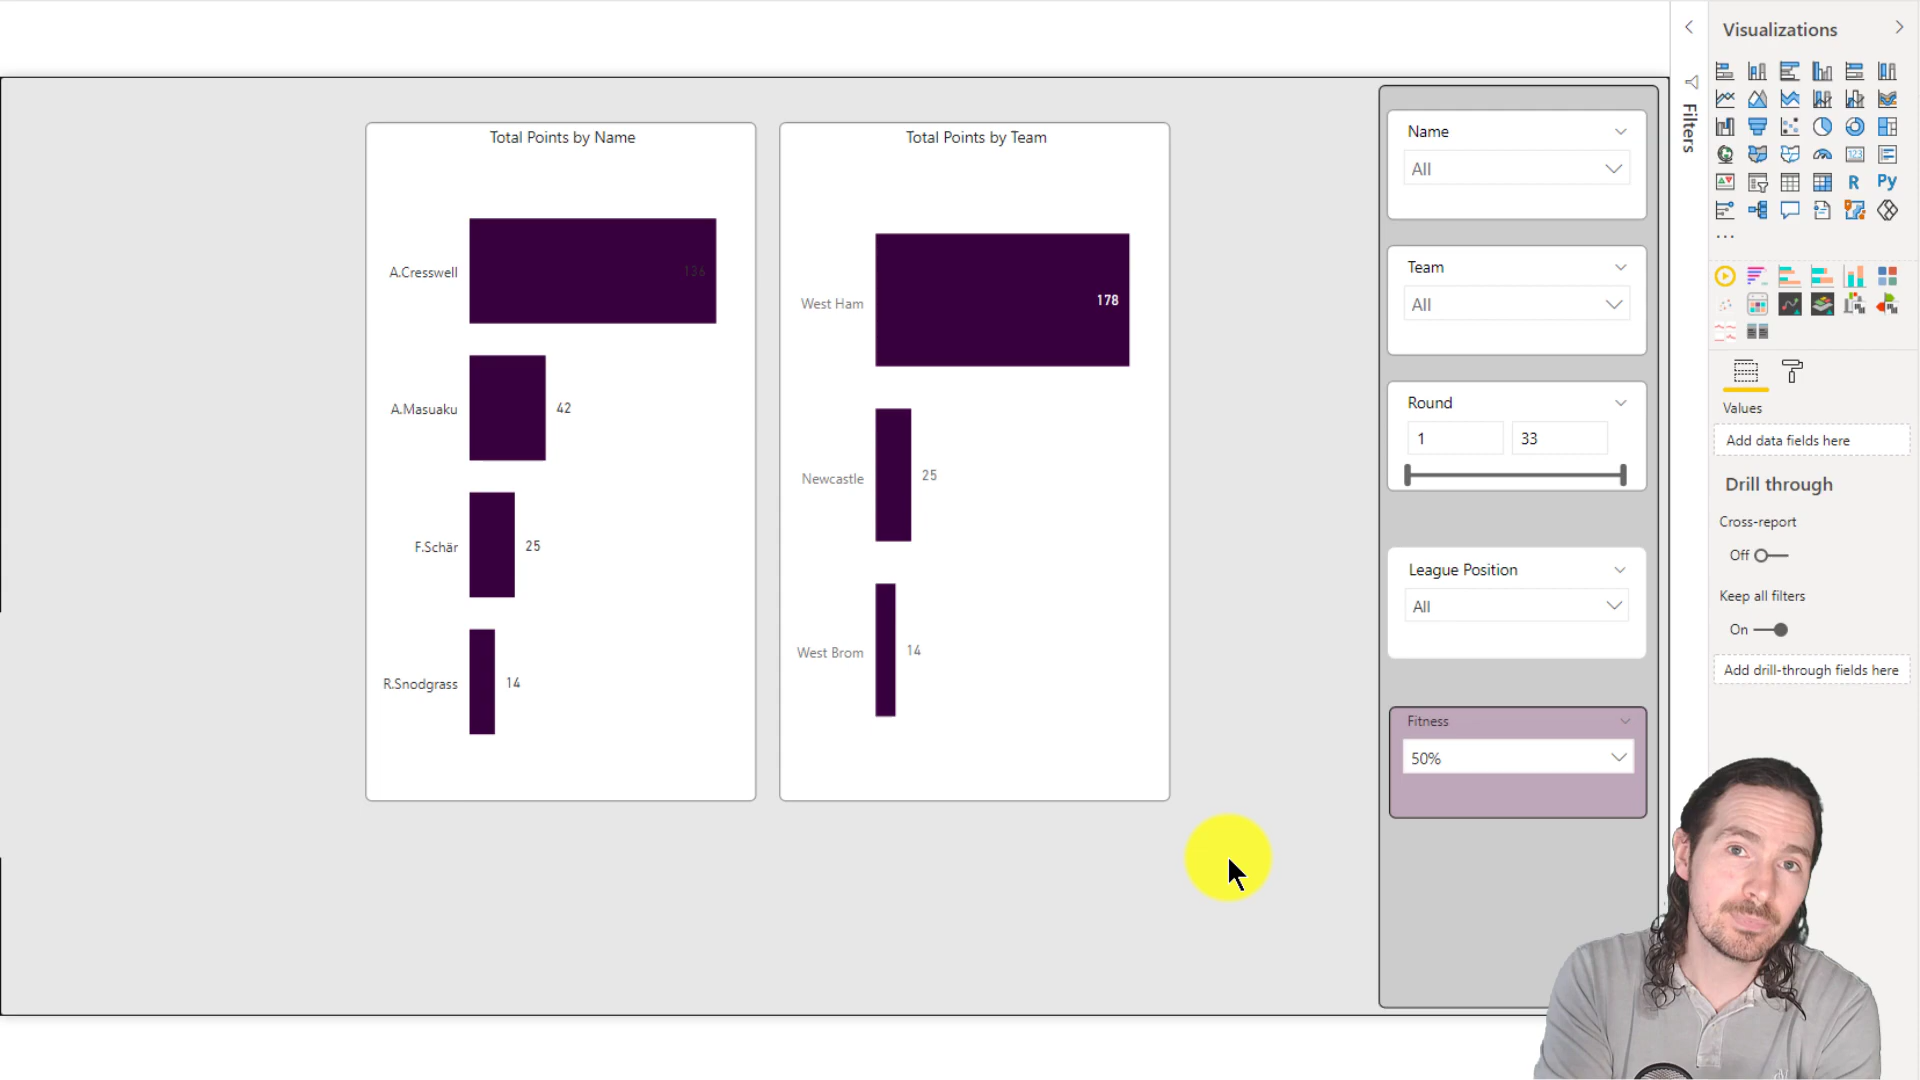 Total Points by Name
A.Cresswell
136
A.Masuaku
42
F.Schär
25
R.Snodgrass
14
Total Points by Team
West Ham
178
Newcastle
25
West Brom
14
Name
All
Team
All
Round
1
33
League Position
All
Fitness
50%
Filters
Visualizations
123
R
Py
...
Values
Add data fields here
Drill through
Cross-report
Off
Keep all filters
On
Add drill-through fields here